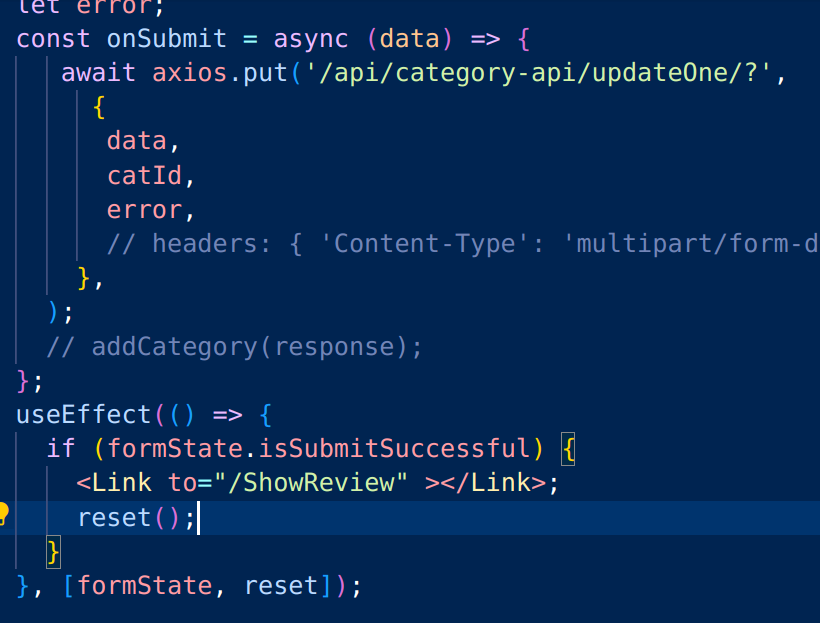 let error;
const onSubmit = async (data) => {
await axios.put('/api/category-api/updateOne/?',
{
data,
catId,
error,
// headers: { 'Content-Type': 'multipart/form-d
},
);
// addCategory(response);
};
useEffect(() => {
if (formState.isSubmitSuccessful) {
<Link to="/ShowReview" ></Link>;
reset();
}
}, [formState, reset]);